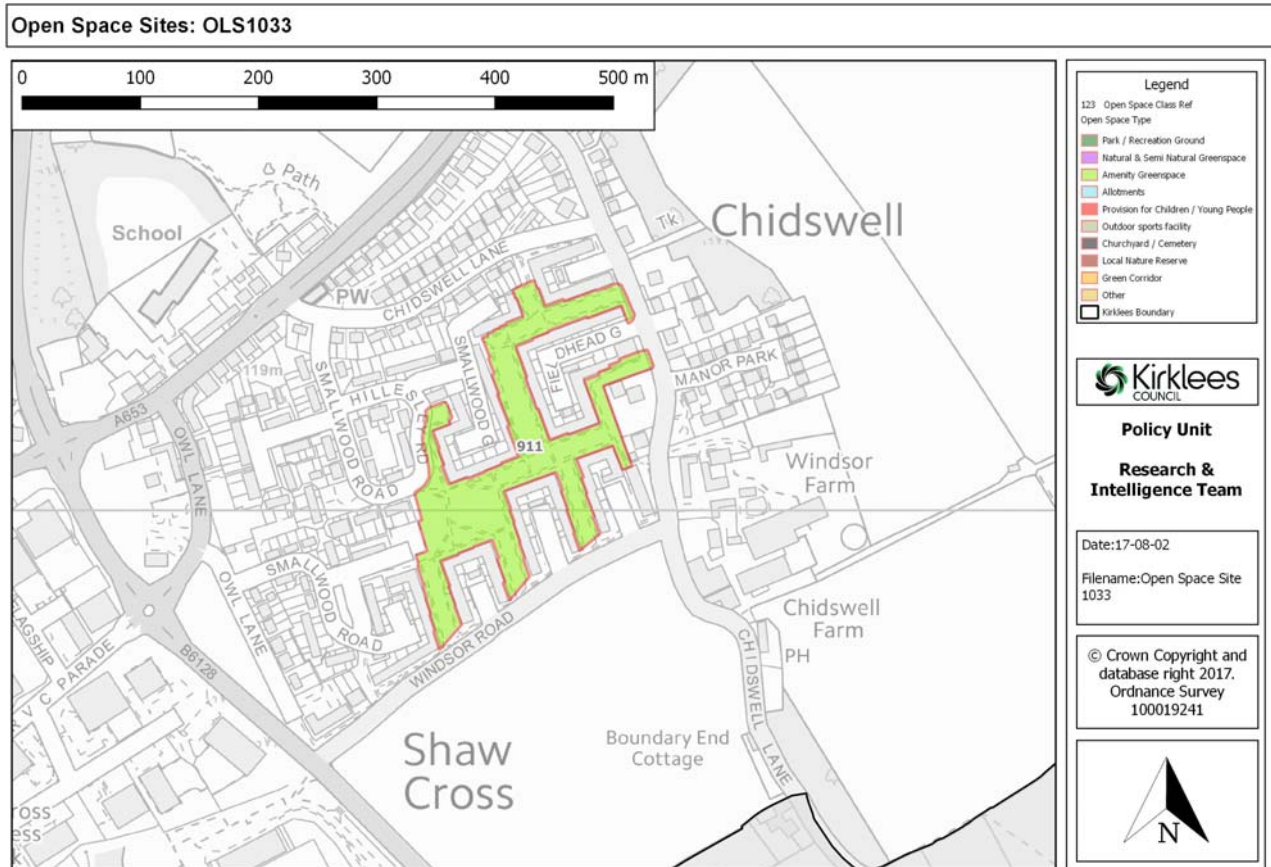 Open Space Sites: OLS1033
0 100 200 300 400 500 m
Path
School
Chidswell
Tk
PW
CHIDSWELL LANE
SMALLWOOD G
FIE DHEAD G
MANOR PARK
119m
HILLESLEY RD
SMALLWOOD ROAD
A653
OWL LANE
911
Windsor
Farm
SMALLWOOD ROAD
OWL LANE
Chidswell
Farm
PH
FLAGSHIP
PARADE
B6128
WINDSOR ROAD
CHIDSWELL LANE
Shaw
Cross
Boundary End
Cottage
Legend
123 Open Space Class Ref
Open Space Type
Park / Recreation Ground
Natural & Semi Natural Greenspace
Amenity Greenspace
Allotments
Provision for Children / Young People
Outdoor sports facility
Churchyard / Cemetery
Local Nature Reserve
Green Corridor
Other
Kirklees Boundary
Kirklees
COUNCIL
Policy Unit
Research &
Intelligence Team
Date:17-08-02
Filename:Open Space Site
1033
© Crown Copyright and
database right 2017.
Ordnance Survey
100019241
N